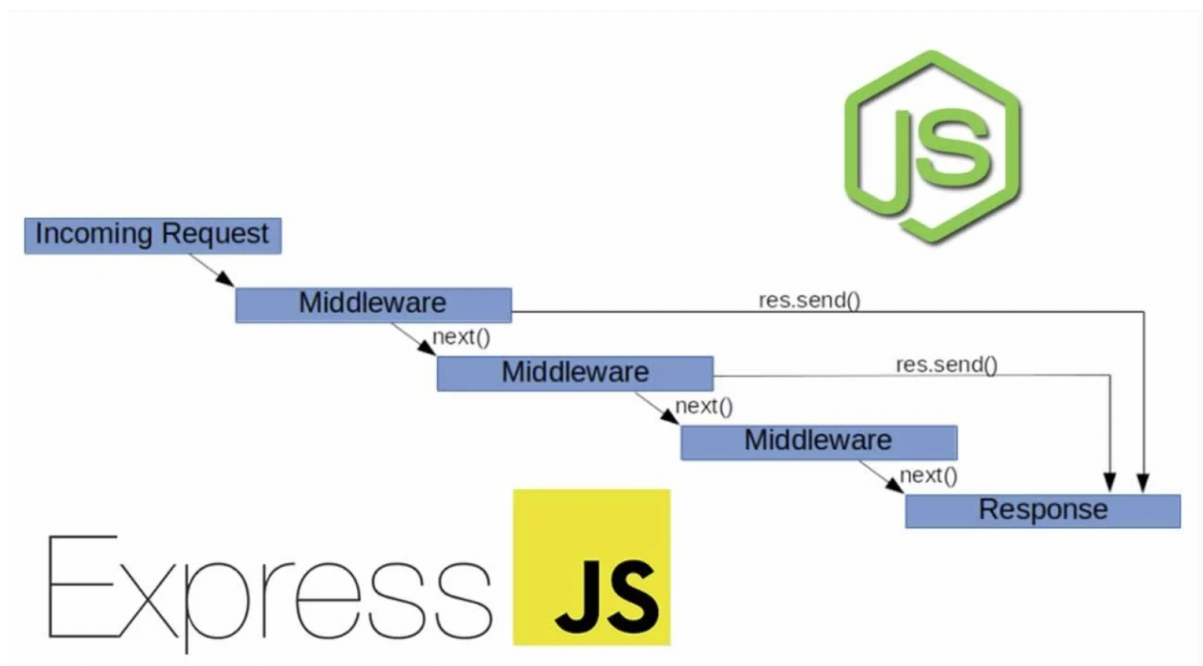 JS
Incoming Request
Middleware
res.send()
next()
Middleware
res.send()
next()
Middleware
next()
Response
Express
JS